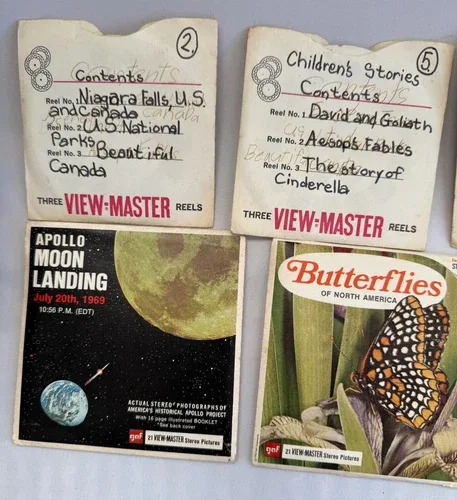 2.
Contents
Reel No. 1 Niagara Falls, U.S.
and Canada
Reel No. 2 U.S. National
Parks
Reel No. 3 Beautiful
Canada
THREE VIEW-MASTER REELS
5.
Children's Stories
Contents
Reel No. 1 David and Goliath
Reel No. 2 Aesops Fables
Reel No. 3 The story of
Cinderella
THREE VIEW-MASTER REELS
APOLLO
MOON
LANDING
July 20th, 1969
10:56 P.M. (EDT)
ACTUAL STEREO PHOTOGRAPHS OF
AMERICA'S HISTORICAL APOLLO PROJECT
With 16 page illustrated BOOKLET
*See back cover
gaf 21 VIEW-MASTER Stereo Pictures
Butterflies
OF NORTH AMERICA
gaf 21 VIEW-MASTER Stereo Pictures